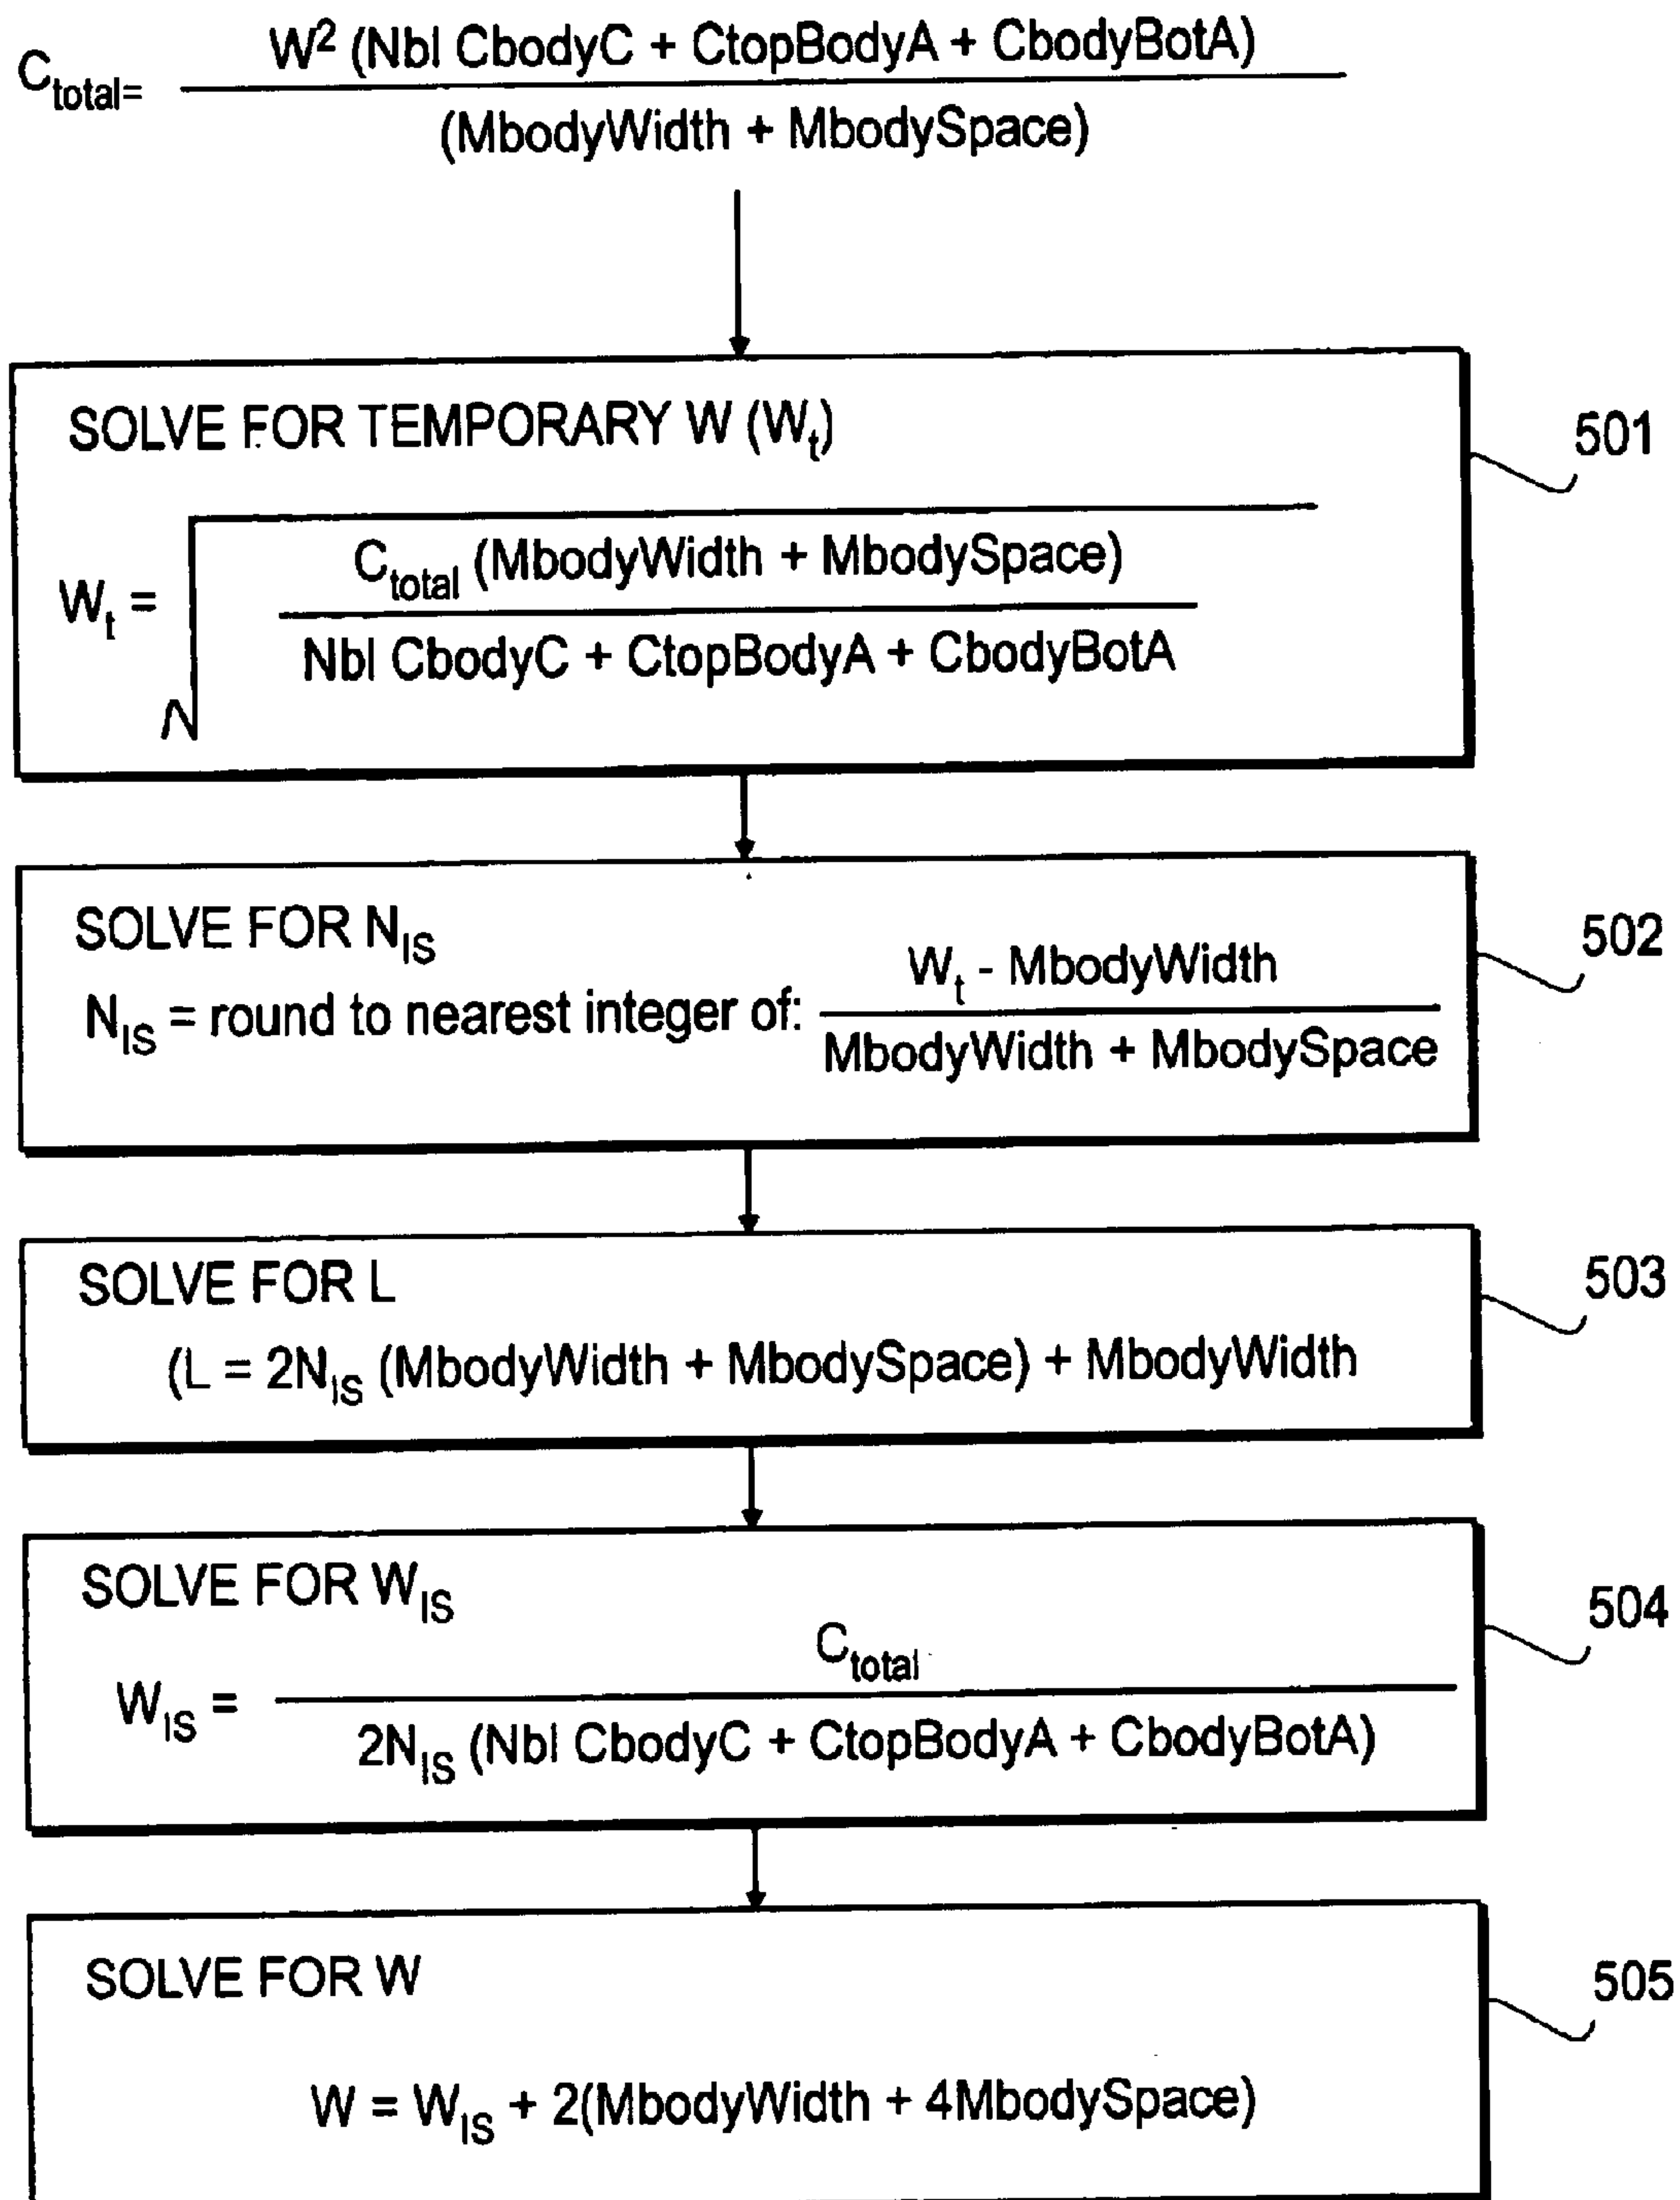 C_total= W² (Nbl CbodyC + CtopBodyA + CbodyBotA)
(MbodyWidth + MbodySpace)
SOLVE FOR TEMPORARY W (W_t)
501
W_t = √ C_total (MbodyWidth + MbodySpace)
Nbl CbodyC + CtopBodyA + CbodyBotA
SOLVE FOR N_IS
502
N_IS = round to nearest integer of: W_t - MbodyWidth
MbodyWidth + MbodySpace
SOLVE FOR L
503
(L = 2N_IS (MbodyWidth + MbodySpace) + MbodyWidth
SOLVE FOR W_IS
504
W_IS = C_total
2N_IS (Nbl CbodyC + CtopBodyA + CbodyBotA)
SOLVE FOR W
505
W = W_IS + 2(MbodyWidth + 4MbodySpace)